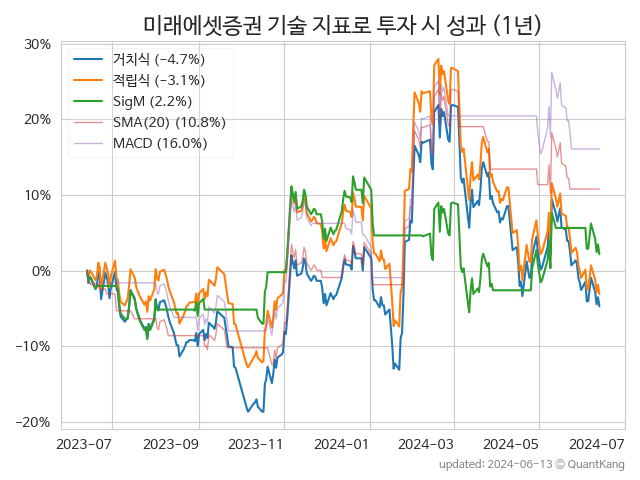 미래에셋증권 기술 지표로 투자 시 성과 (1년)
30%
20%
10%
0%
−10%
−20%
거치식 (−4.7%)
적립식 (−3.1%)
SigM (2.2%)
SMA(20) (10.8%)
MACD (16.0%)
2023-07 2023-09 2023-11 2024-01 2024-03 2024-05 2024-07
updated: 2024-06-13 © QuantKang